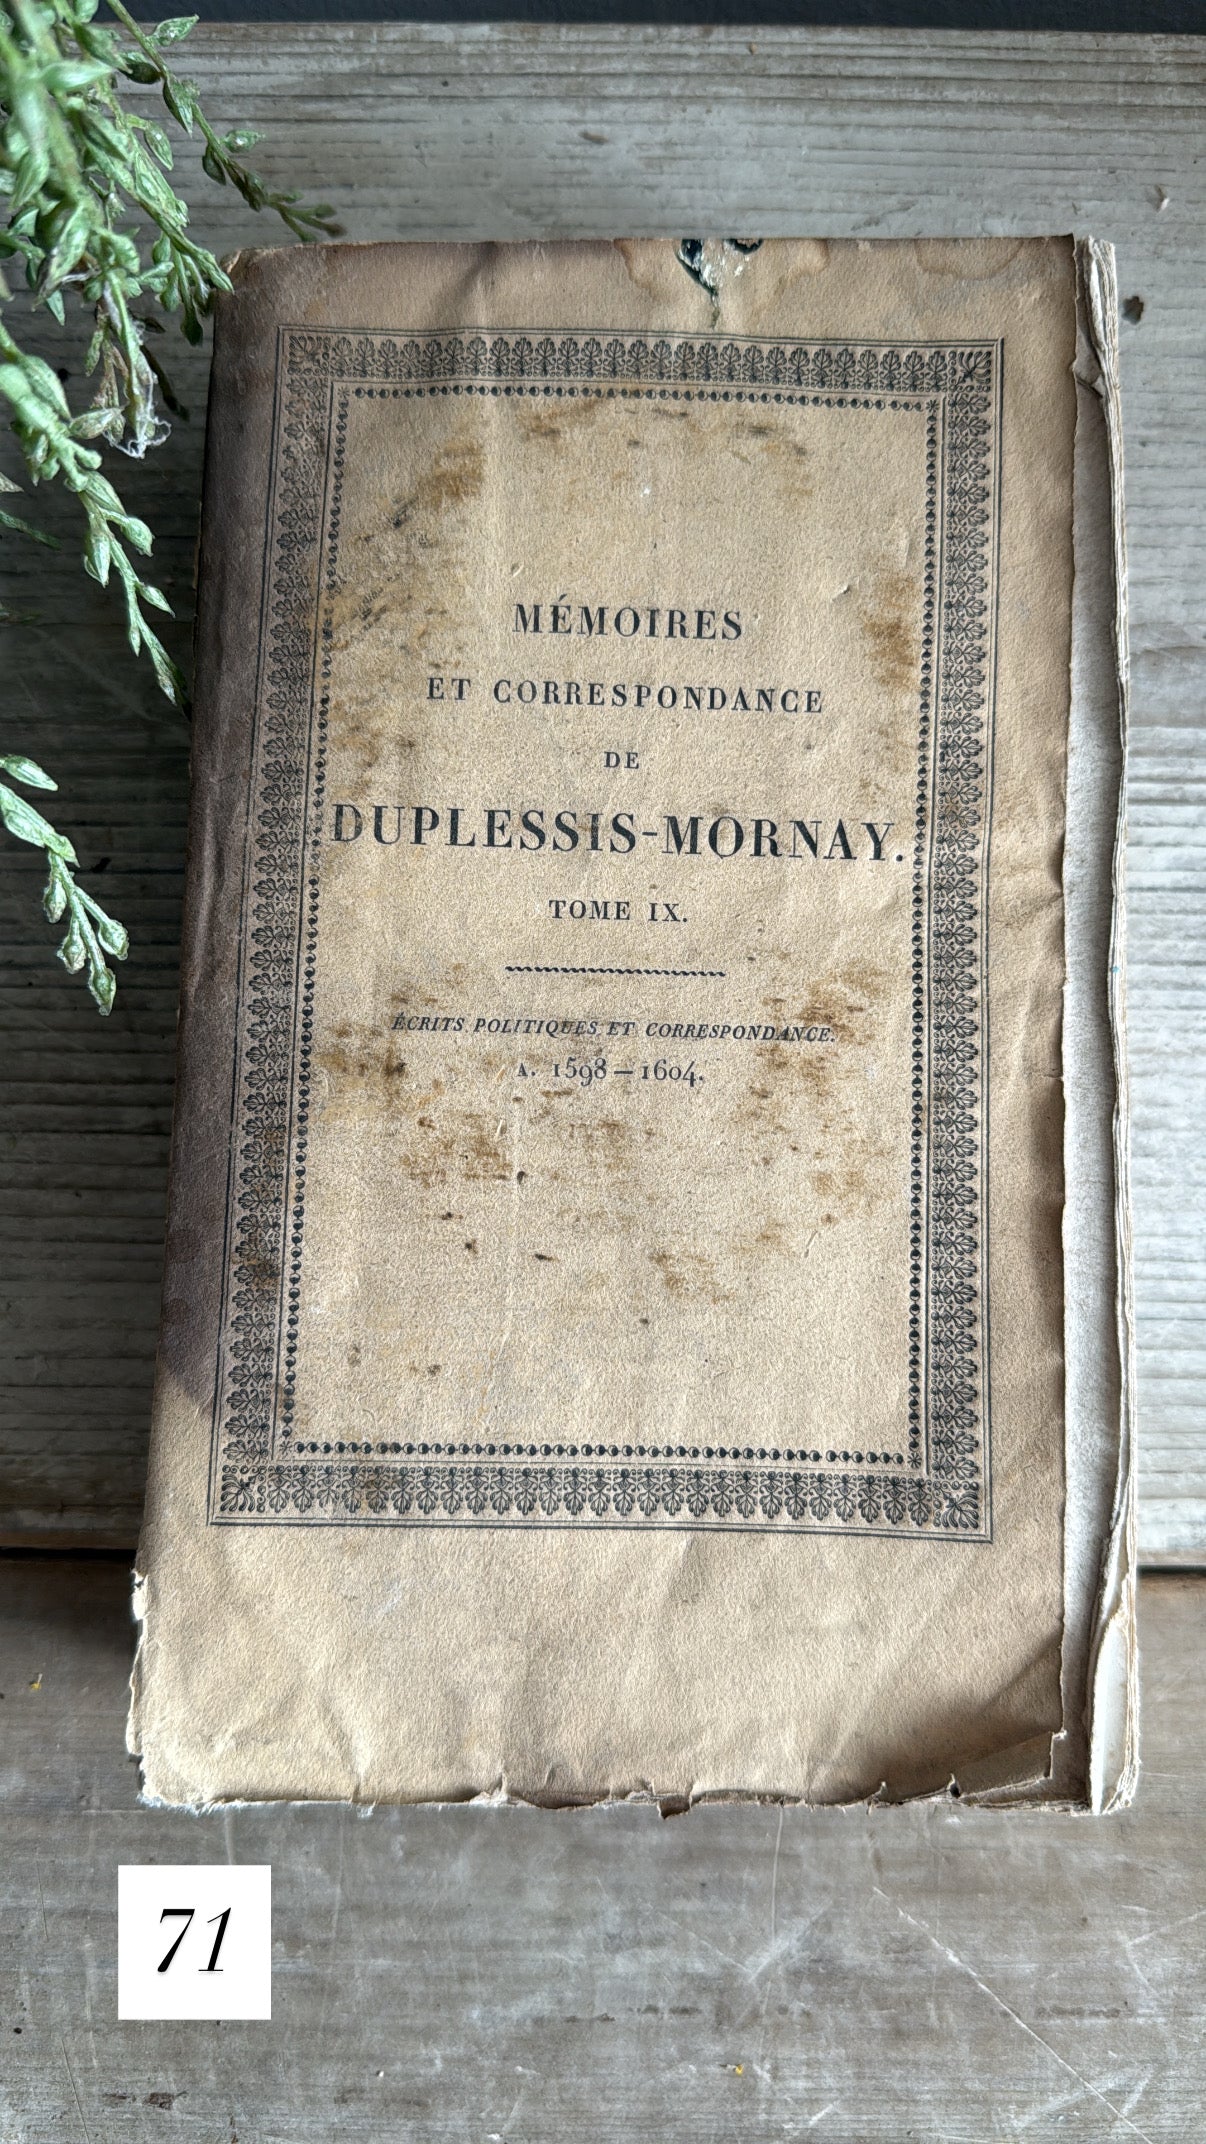 MÉMOIRES
ET CORRESPONDANCE
DE
DUPLESSIS-MORNAY.
TOME IX.
ÉCRITS POLITIQUES ET CORRESPONDANCE.
A. 1598—1604.
71